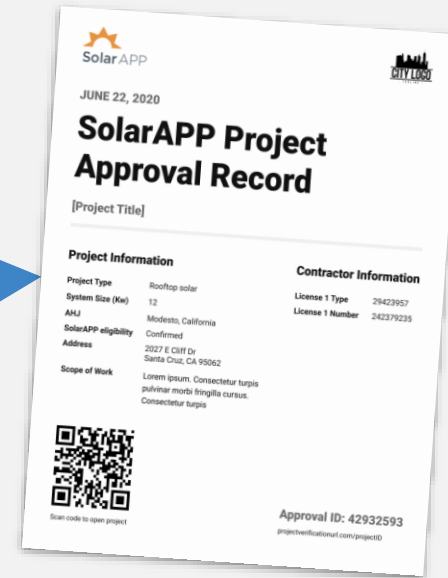 SolarAPP
CITY LOGO
JUNE 22, 2020
SolarAPP Project
Approval Record
[Project Title]
Project Information
Project Type Rooftop solar
System Size (Kw) 12
AHJ Modesto, California
SolarAPP eligibility Confirmed
Address 2027 E Cliff Dr
Santa Cruz, CA 95062
Scope of Work Lorem ipsum. Consectetur turpis
pulvinar morbi fringilla cursus.
Consectetur turpis
Contractor Information
License 1 Type 29423957
License 1 Number 242379235
Scan code to open project
Approval ID: 42932593
projectverificationurl.com/projectID